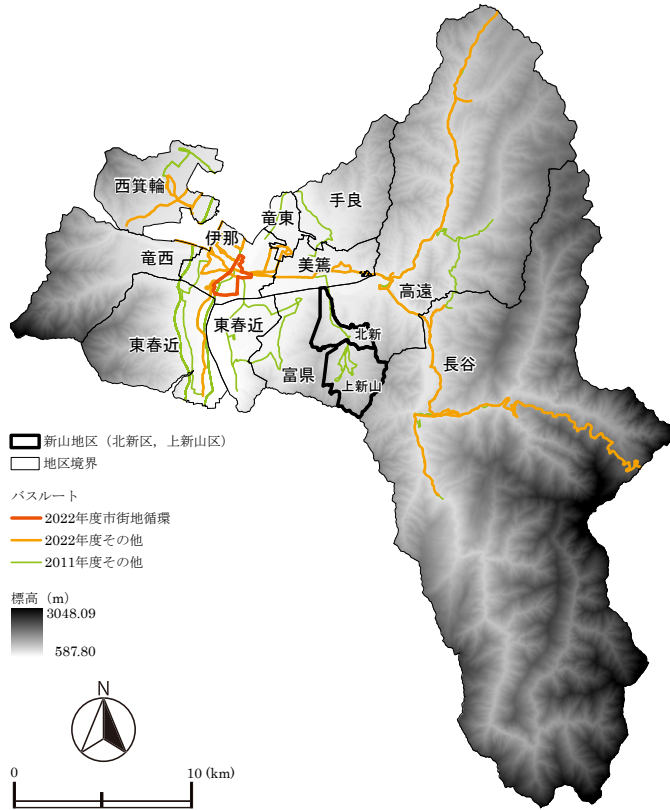 西箕輪
手良
竜東
伊那
竜西
美篶
高遠
東春近
東春近
北新
長谷
富県
上新山
新山地区（北新区，上新山区）
地区境界
バスルート
2022年度市街地循環
2022年度その他
2011年度その他
標高（m）
3048.09
587.80
N
0 10 (km)